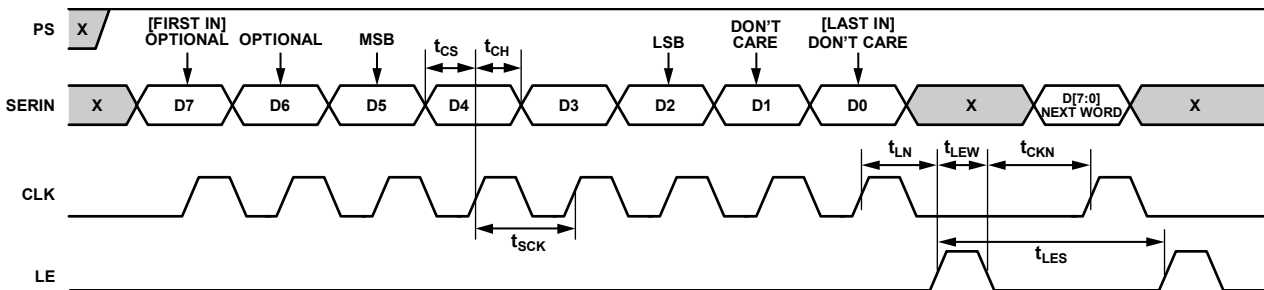 PS
X
[FIRST IN]
OPTIONAL
OPTIONAL
MSB
tCS
tCH
LSB
DON'T
CARE
[LAST IN]
DON'T CARE
SERIN
X
D7
D6
D5
D4
D3
D2
D1
D0
X
D[7:0]
NEXT WORD
X
tLN
tLEW
tCKN
CLK
tSCK
tLES
LE